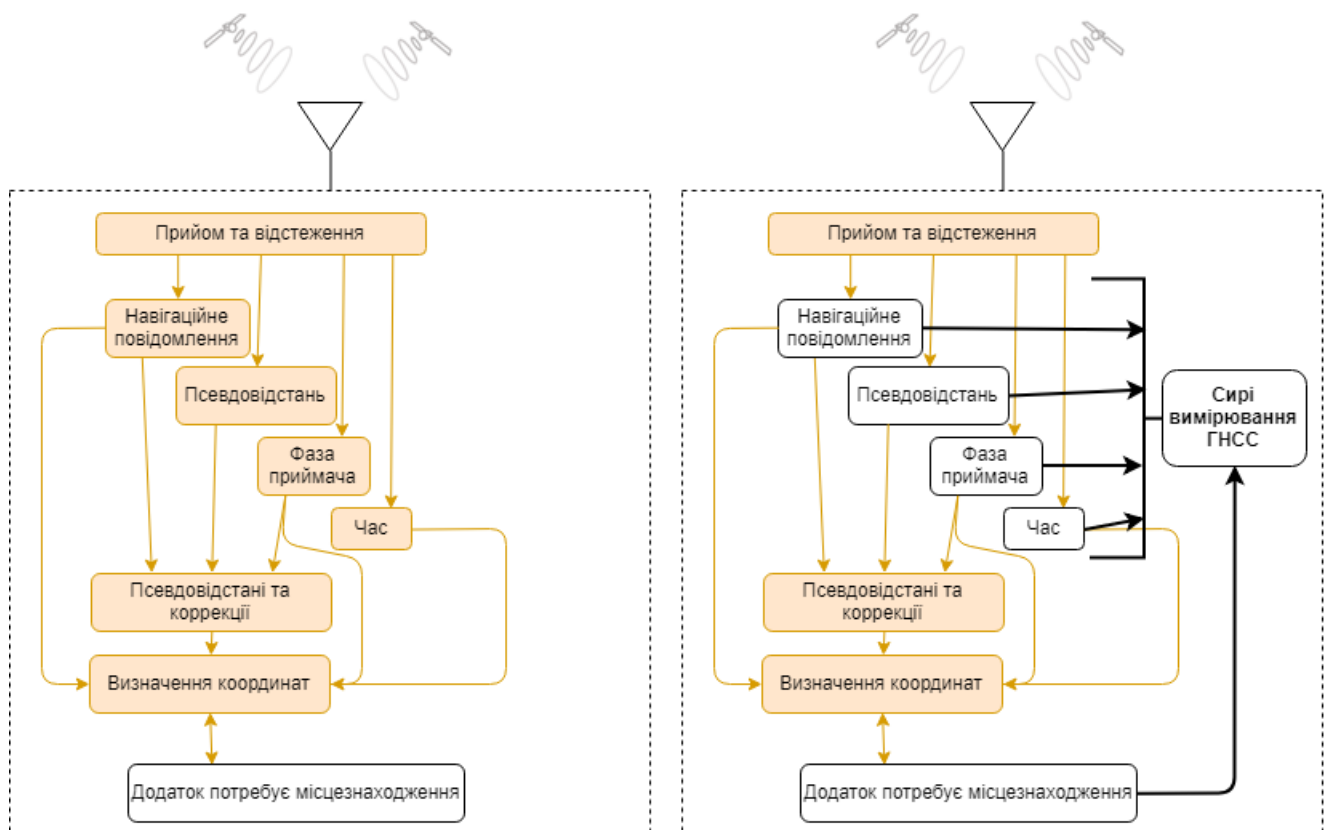 Прийом та відстеження
Навігаційне
повідомлення
Псевдовідстань
Фаза
приймача
Час
Псевдовідстані та
коррекції
Визначення координат
Додаток потребує місцезнаходження
Прийом та відстеження
Навігаційне
повідомлення
Псевдовідстань
Сирі
вимірювання
ГНСС
Фаза
приймача
Час
Псевдовідстані та
коррекції
Визначення координат
Додаток потребує місцезнаходження